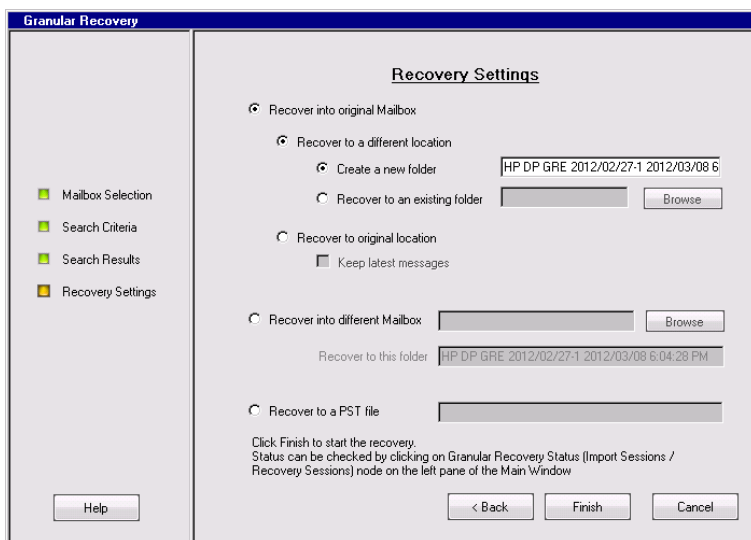 Granular Recovery
Recovery Settings
Recover into original Mailbox
Recover to a different location
Create a new folder
HP DP GRE 2012/02/27-1 2012/03/08 6
Recover to an existing folder
Browse
Recover to original location
Keep latest messages
Mailbox Selection
Search Criteria
Search Results
Recovery Settings
Recover into different Mailbox
Browse
Recover to this folder
HP DP GRE 2012/02/27-1 2012/03/08 6:04:28 PM
Recover to a PST file
Click Finish to start the recovery.
Status can be checked by clicking on Granular Recovery Status (Import Sessions /
Recovery Sessions) node on the left pane of the Main Window
Help
< Back
Finish
Cancel